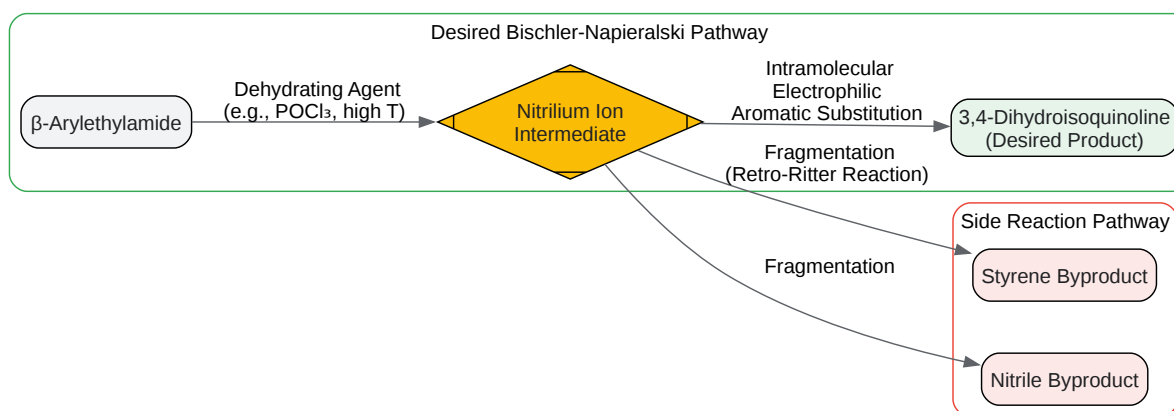 Desired Bischler-Napieralski Pathway
β-Arylethylamide
Dehydrating Agent
(e.g., POCl₃, high T)
Nitrilium Ion
Intermediate
Intramolecular
Electrophilic
Aromatic Substitution
3,4-Dihydroisoquinoline
(Desired Product)
Fragmentation
(Retro-Ritter Reaction)
Side Reaction Pathway
Styrene Byproduct
Fragmentation
Nitrile Byproduct